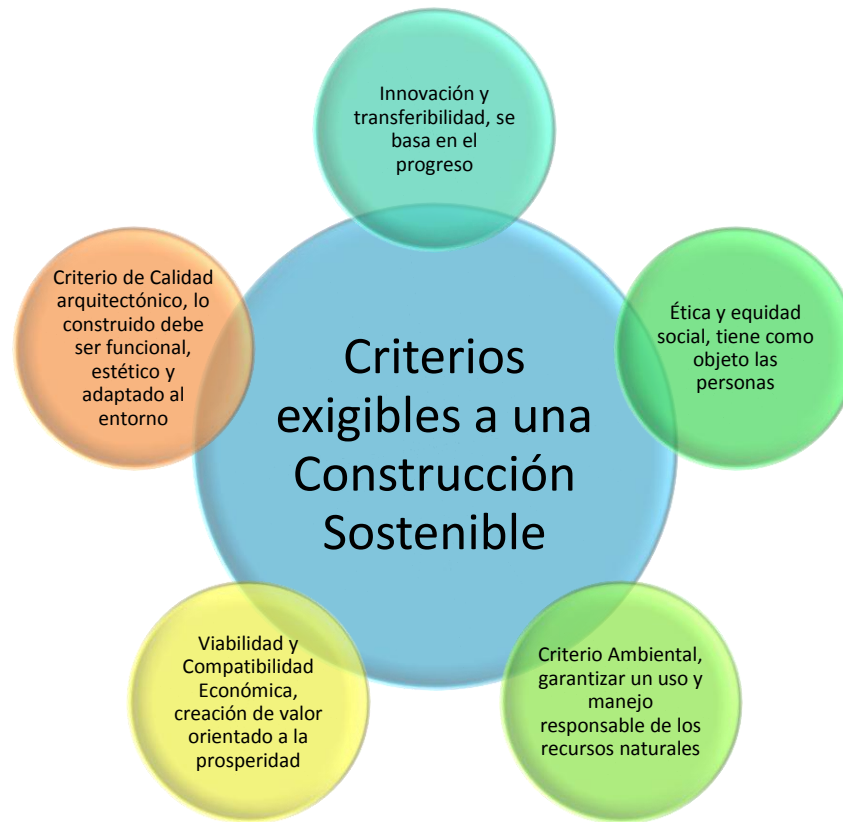 Innovación y
transferibilidad, se
basa en el
progreso
Ética y equidad
social, tiene como
objeto las
personas
Criterio Ambiental,
garantizar un uso y
manejo
responsable de los
recursos naturales
Viabilidad y
Compatibilidad
Económica,
creación de valor
orientado a la
prosperidad
Criterio de Calidad
arquitectónico, lo
construido debe
ser funcional,
estético y
adaptado al
entorno
Criterios
exigibles a una
Construcción
Sostenible